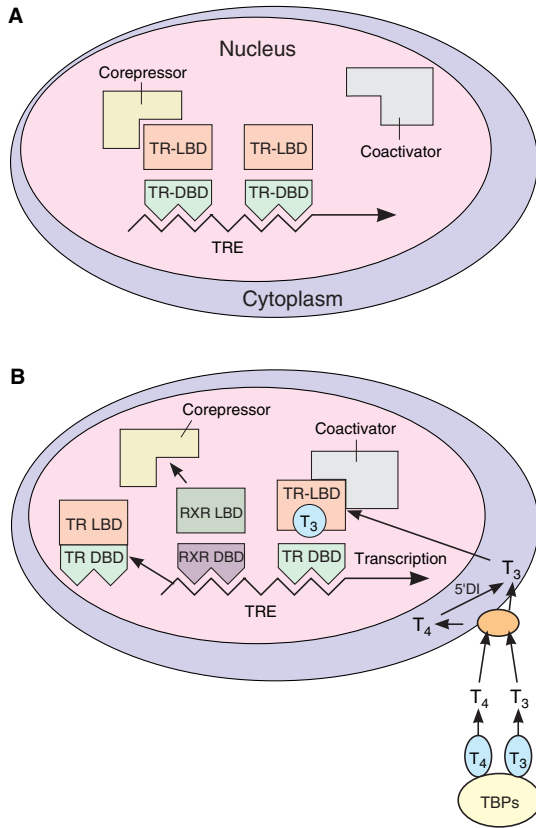 A
Nucleus
Corepressor
Coactivator
TR-LBD
TR-LBD
TR-DBD
TR-DBD
TRE
Cytoplasm
B
Corepressor
Coactivator
TR LBD
RXR LBD
TR-LBD
T₃
TR DBD
RXR DBD
TR DBD
Transcription
TRE
T₃
5'DI
T₄
T₄
T₃
T₄
T₃
TBPs